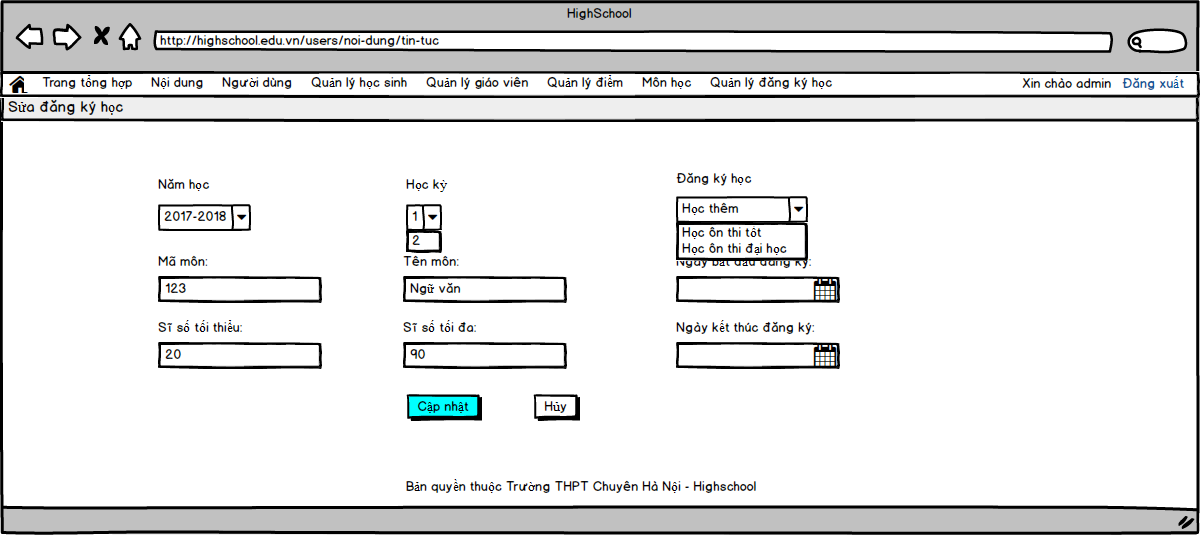 HighSchool
http://highschool.edu.vn/users/noi-dung/tin-tuc
Trang tổng hợp Nội dung Người dùng Quản lý học sinh Quản lý giáo viên Quản lý điểm Môn học Quản lý đăng ký học Xin chào admin Đăng xuất
Sửa đăng ký học
Năm học Học kỳ Đăng ký học
2017-2018 1 Học thêm
2 Học ôn thi tốt
Học ôn thi đại học
Mã môn: Tên môn: Ngày bắt đầu đăng ký:
123 Ngữ văn
Sĩ số tối thiểu: Sĩ số tối đa: Ngày kết thúc đăng ký:
20 90
Cập nhật Hủy
Bản quyền thuộc Trường THPT Chuyên Hà Nội - Highschool